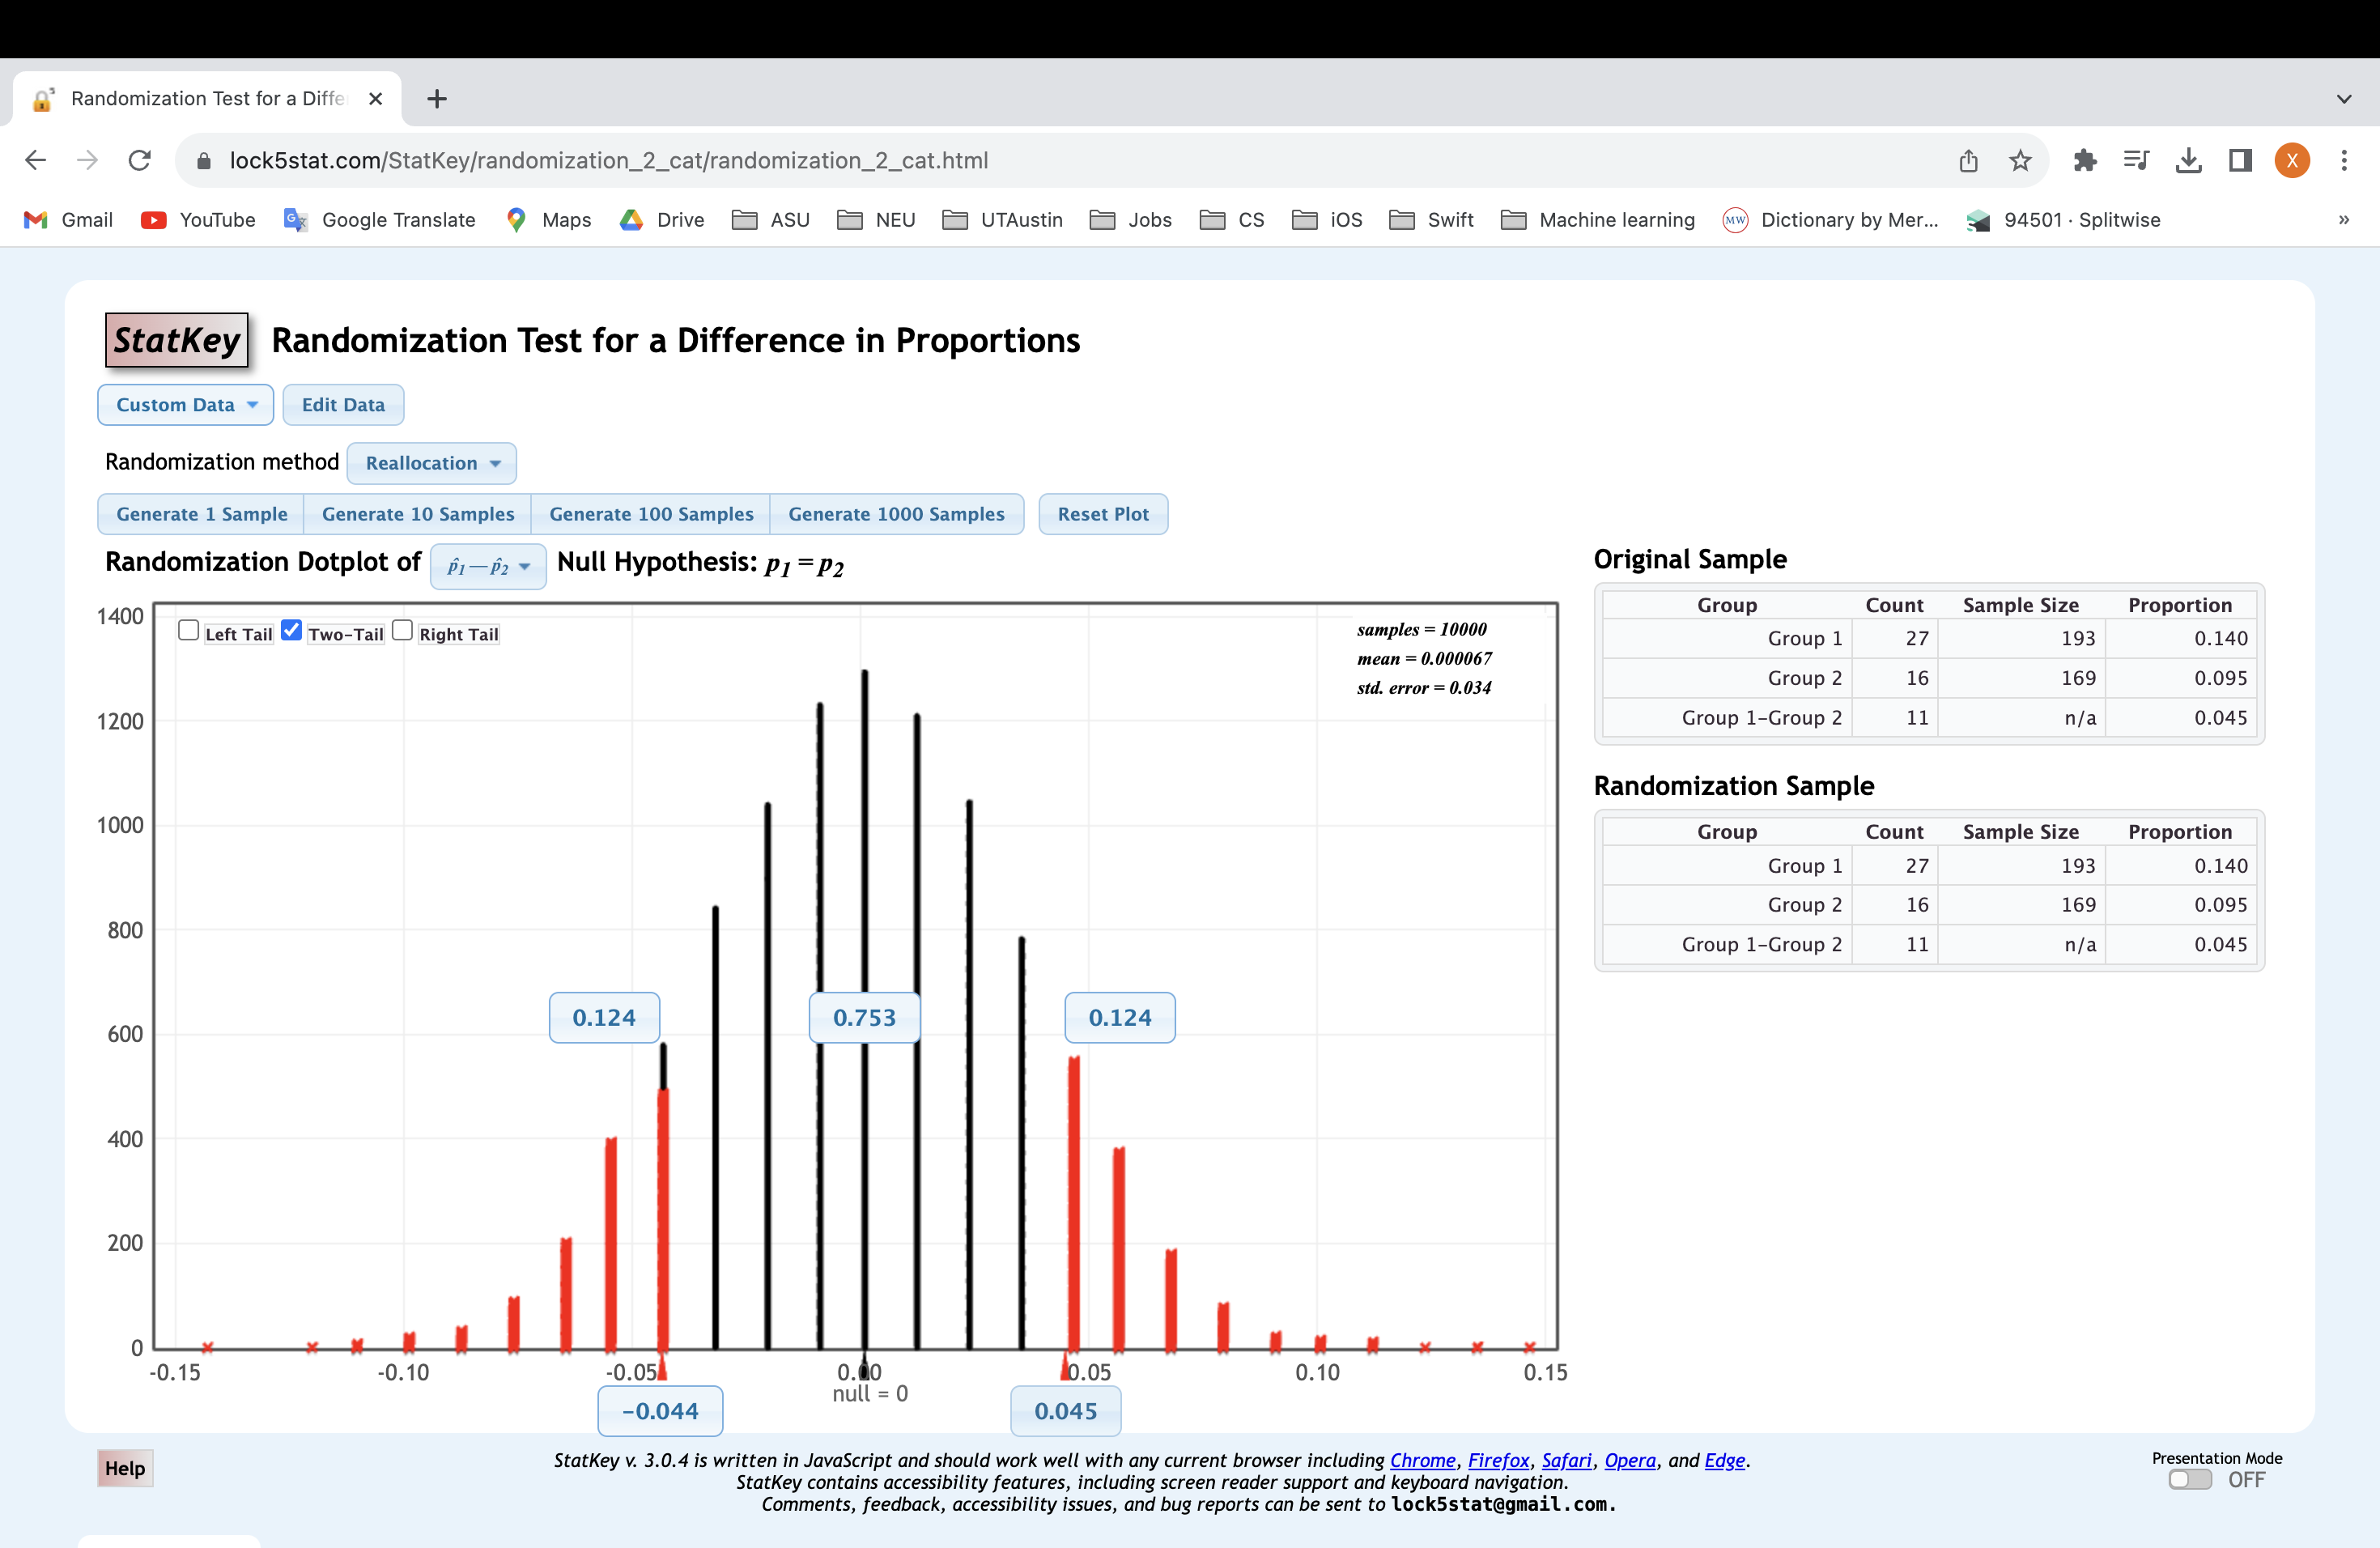 Randomization Test for a Diffe
lock5stat.com/StatKey/randomization_2_cat/randomization_2_cat.html
X
Gmail YouTube Google Translate Maps Drive ASU NEU UTAustin Jobs CS iOS Swift Machine learning MW Dictionary by Mer... 94501 · Splitwise »
StatKey Randomization Test for a Difference in Proportions
Custom Data Edit Data
Randomization method Reallocation
Generate 1 Sample Generate 10 Samples Generate 100 Samples Generate 1000 Samples Reset Plot
Randomization Dotplot of p̂₁—p̂₂ Null Hypothesis: p₁=p₂
Left Tail Two-Tail Right Tail
samples = 10000
mean = 0.000067
std. error = 0.034
1400
1200
1000
800
600
400
200
0
0.124 0.753 0.124
-0.15 -0.10 -0.05 0.00 0.05 0.10 0.15
null = 0
−0.044 0.045
Original Sample
Group Count Sample Size Proportion
Group 1 27 193 0.140
Group 2 16 169 0.095
Group 1-Group 2 11 n/a 0.045
Randomization Sample
Group Count Sample Size Proportion
Group 1 27 193 0.140
Group 2 16 169 0.095
Group 1-Group 2 11 n/a 0.045
Help
StatKey v. 3.0.4 is written in JavaScript and should work well with any current browser including Chrome, Firefox, Safari, Opera, and Edge.
StatKey contains accessibility features, including screen reader support and keyboard navigation.
Comments, feedback, accessibility issues, and bug reports can be sent to lock5stat@gmail.com.
Presentation Mode
OFF